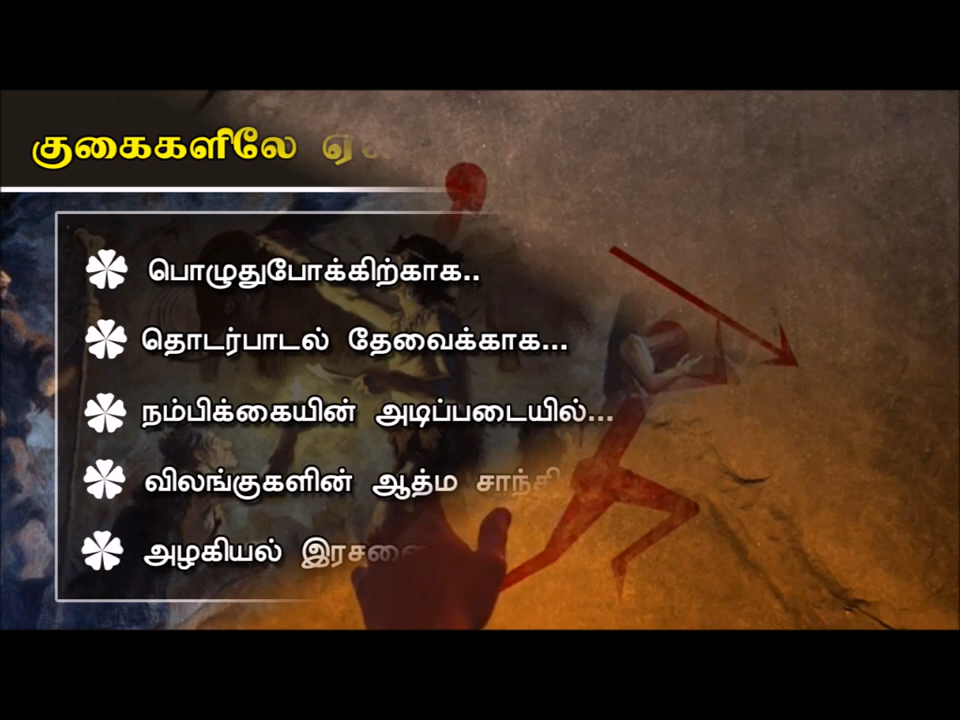 குகைகளிலே
பொழுதுபோக்கிற்காக..
தொடர்பாடல் தேவைக்காக...
நம்பிக்கையின் அடிப்படையில்...
விலங்குகளின் ஆத்ம சாந்தி
அழகியல்